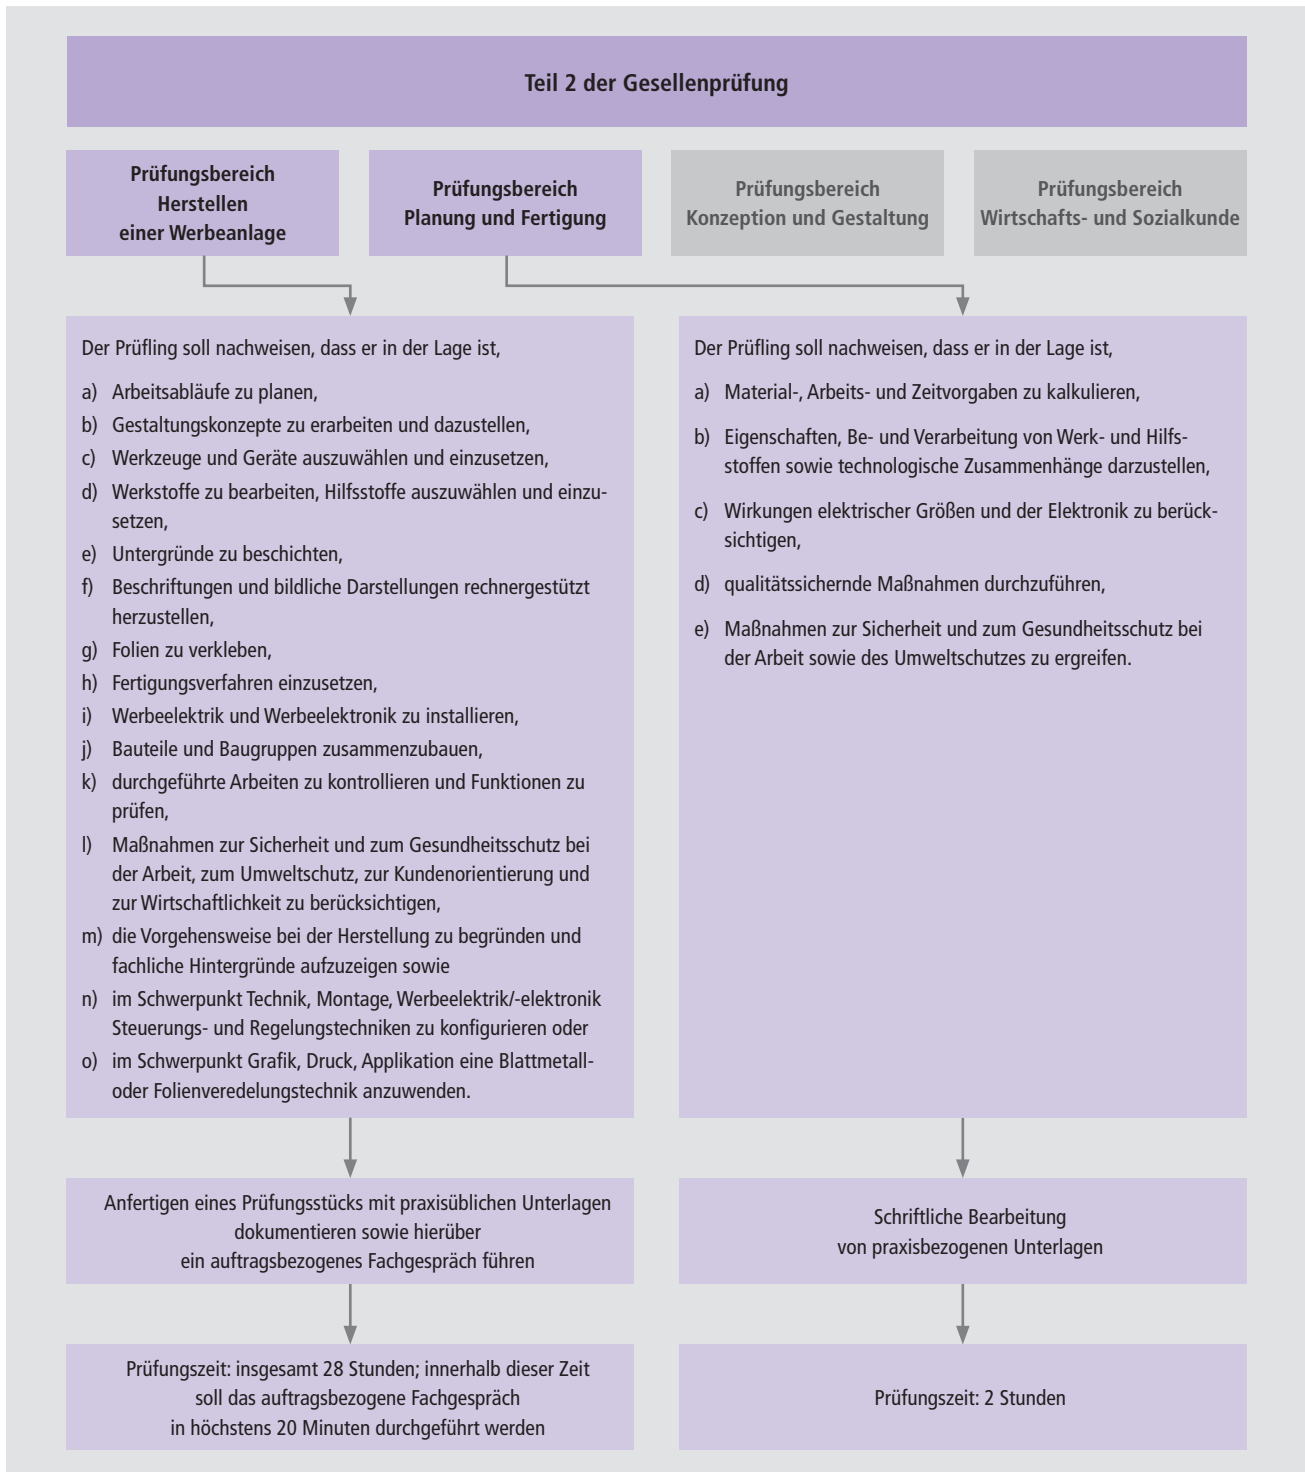 Teil 2 der Gesellenprüfung
Prüfungsbereich
Herstellen
einer Werbeanlage
Prüfungsbereich
Planung und Fertigung
Prüfungsbereich
Konzeption und Gestaltung
Prüfungsbereich
Wirtschafts- und Sozialkunde
Der Prüfling soll nachweisen, dass er in der Lage ist,
a) Arbeitsabläufe zu planen,
b) Gestaltungskonzepte zu erarbeiten und dazustellen,
c) Werkzeuge und Geräte auszuwählen und einzusetzen,
d) Werkstoffe zu bearbeiten, Hilfsstoffe auszuwählen und einzu-
setzen,
e) Untergründe zu beschichten,
f) Beschriftungen und bildliche Darstellungen rechnergestützt
herzustellen,
g) Folien zu verkleben,
h) Fertigungsverfahren einzusetzen,
i) Werbeelektrik und Werbeelektronik zu installieren,
j) Bauteile und Baugruppen zusammenzubauen,
k) durchgeführte Arbeiten zu kontrollieren und Funktionen zu
prüfen,
l) Maßnahmen zur Sicherheit und zum Gesundheitsschutz bei
der Arbeit, zum Umweltschutz, zur Kundenorientierung und
zur Wirtschaftlichkeit zu berücksichtigen,
m) die Vorgehensweise bei der Herstellung zu begründen und
fachliche Hintergründe aufzuzeigen sowie
n) im Schwerpunkt Technik, Montage, Werbeelektrik/-elektronik
Steuerungs- und Regelungstechniken zu konfigurieren oder
o) im Schwerpunkt Grafik, Druck, Applikation eine Blattmetall-
oder Folienveredelungstechnik anzuwenden.
Der Prüfling soll nachweisen, dass er in der Lage ist,
a) Material-, Arbeits- und Zeitvorgaben zu kalkulieren,
b) Eigenschaften, Be- und Verarbeitung von Werk- und Hilfs-
stoffen sowie technologische Zusammenhänge darzustellen,
c) Wirkungen elektrischer Größen und der Elektronik zu berück-
sichtigen,
d) qualitätssichernde Maßnahmen durchzuführen,
e) Maßnahmen zur Sicherheit und zum Gesundheitsschutz bei
der Arbeit sowie des Umweltschutzes zu ergreifen.
Anfertigen eines Prüfungsstücks mit praxisüblichen Unterlagen
dokumentieren sowie hierüber
ein auftragsbezogenes Fachgespräch führen
Schriftliche Bearbeitung
von praxisbezogenen Unterlagen
Prüfungszeit: insgesamt 28 Stunden; innerhalb dieser Zeit
soll das auftragsbezogene Fachgespräch
in höchstens 20 Minuten durchgeführt werden
Prüfungszeit: 2 Stunden